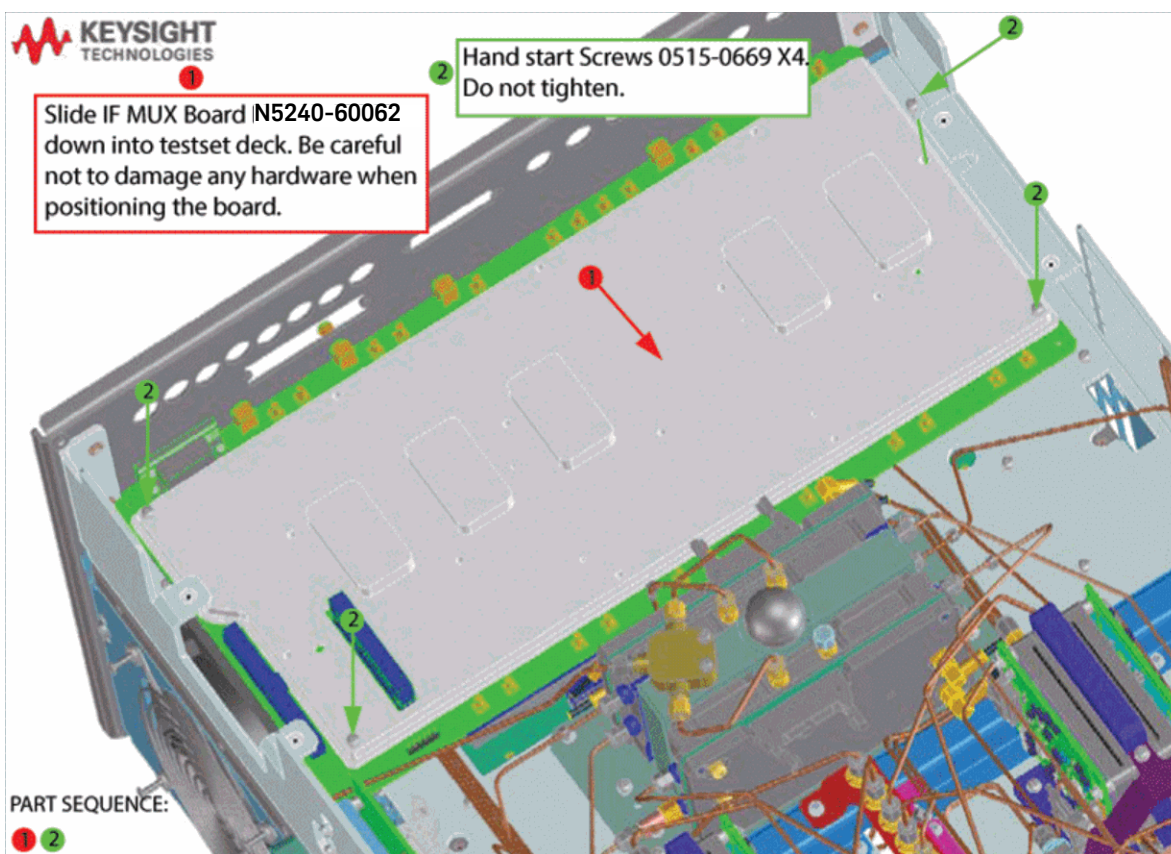 KEYSIGHT
TECHNOLOGIES
1
Slide IF MUX Board N5240-60062
down into testset deck. Be careful
not to damage any hardware when
positioning the board.
2
Hand start Screws 0515-0669 X4.
Do not tighten.
2
2
1
2
2
PART SEQUENCE:
1 2